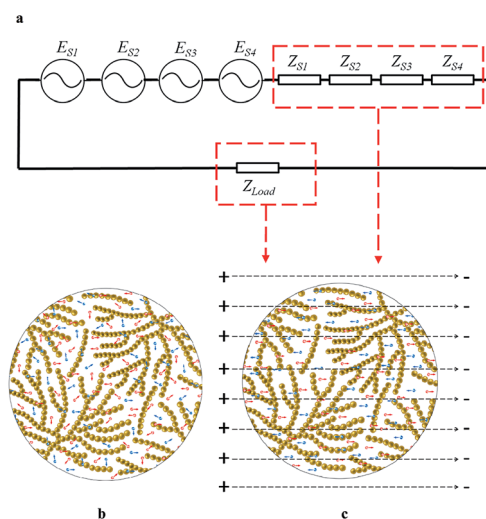 a
E_S1 E_S2 E_S3 E_S4
Z_S1 Z_S2 Z_S3 Z_S4
Z_Load
+ -
+ -
+ -
+ -
+ -
+ -
+ -
+ -
b c